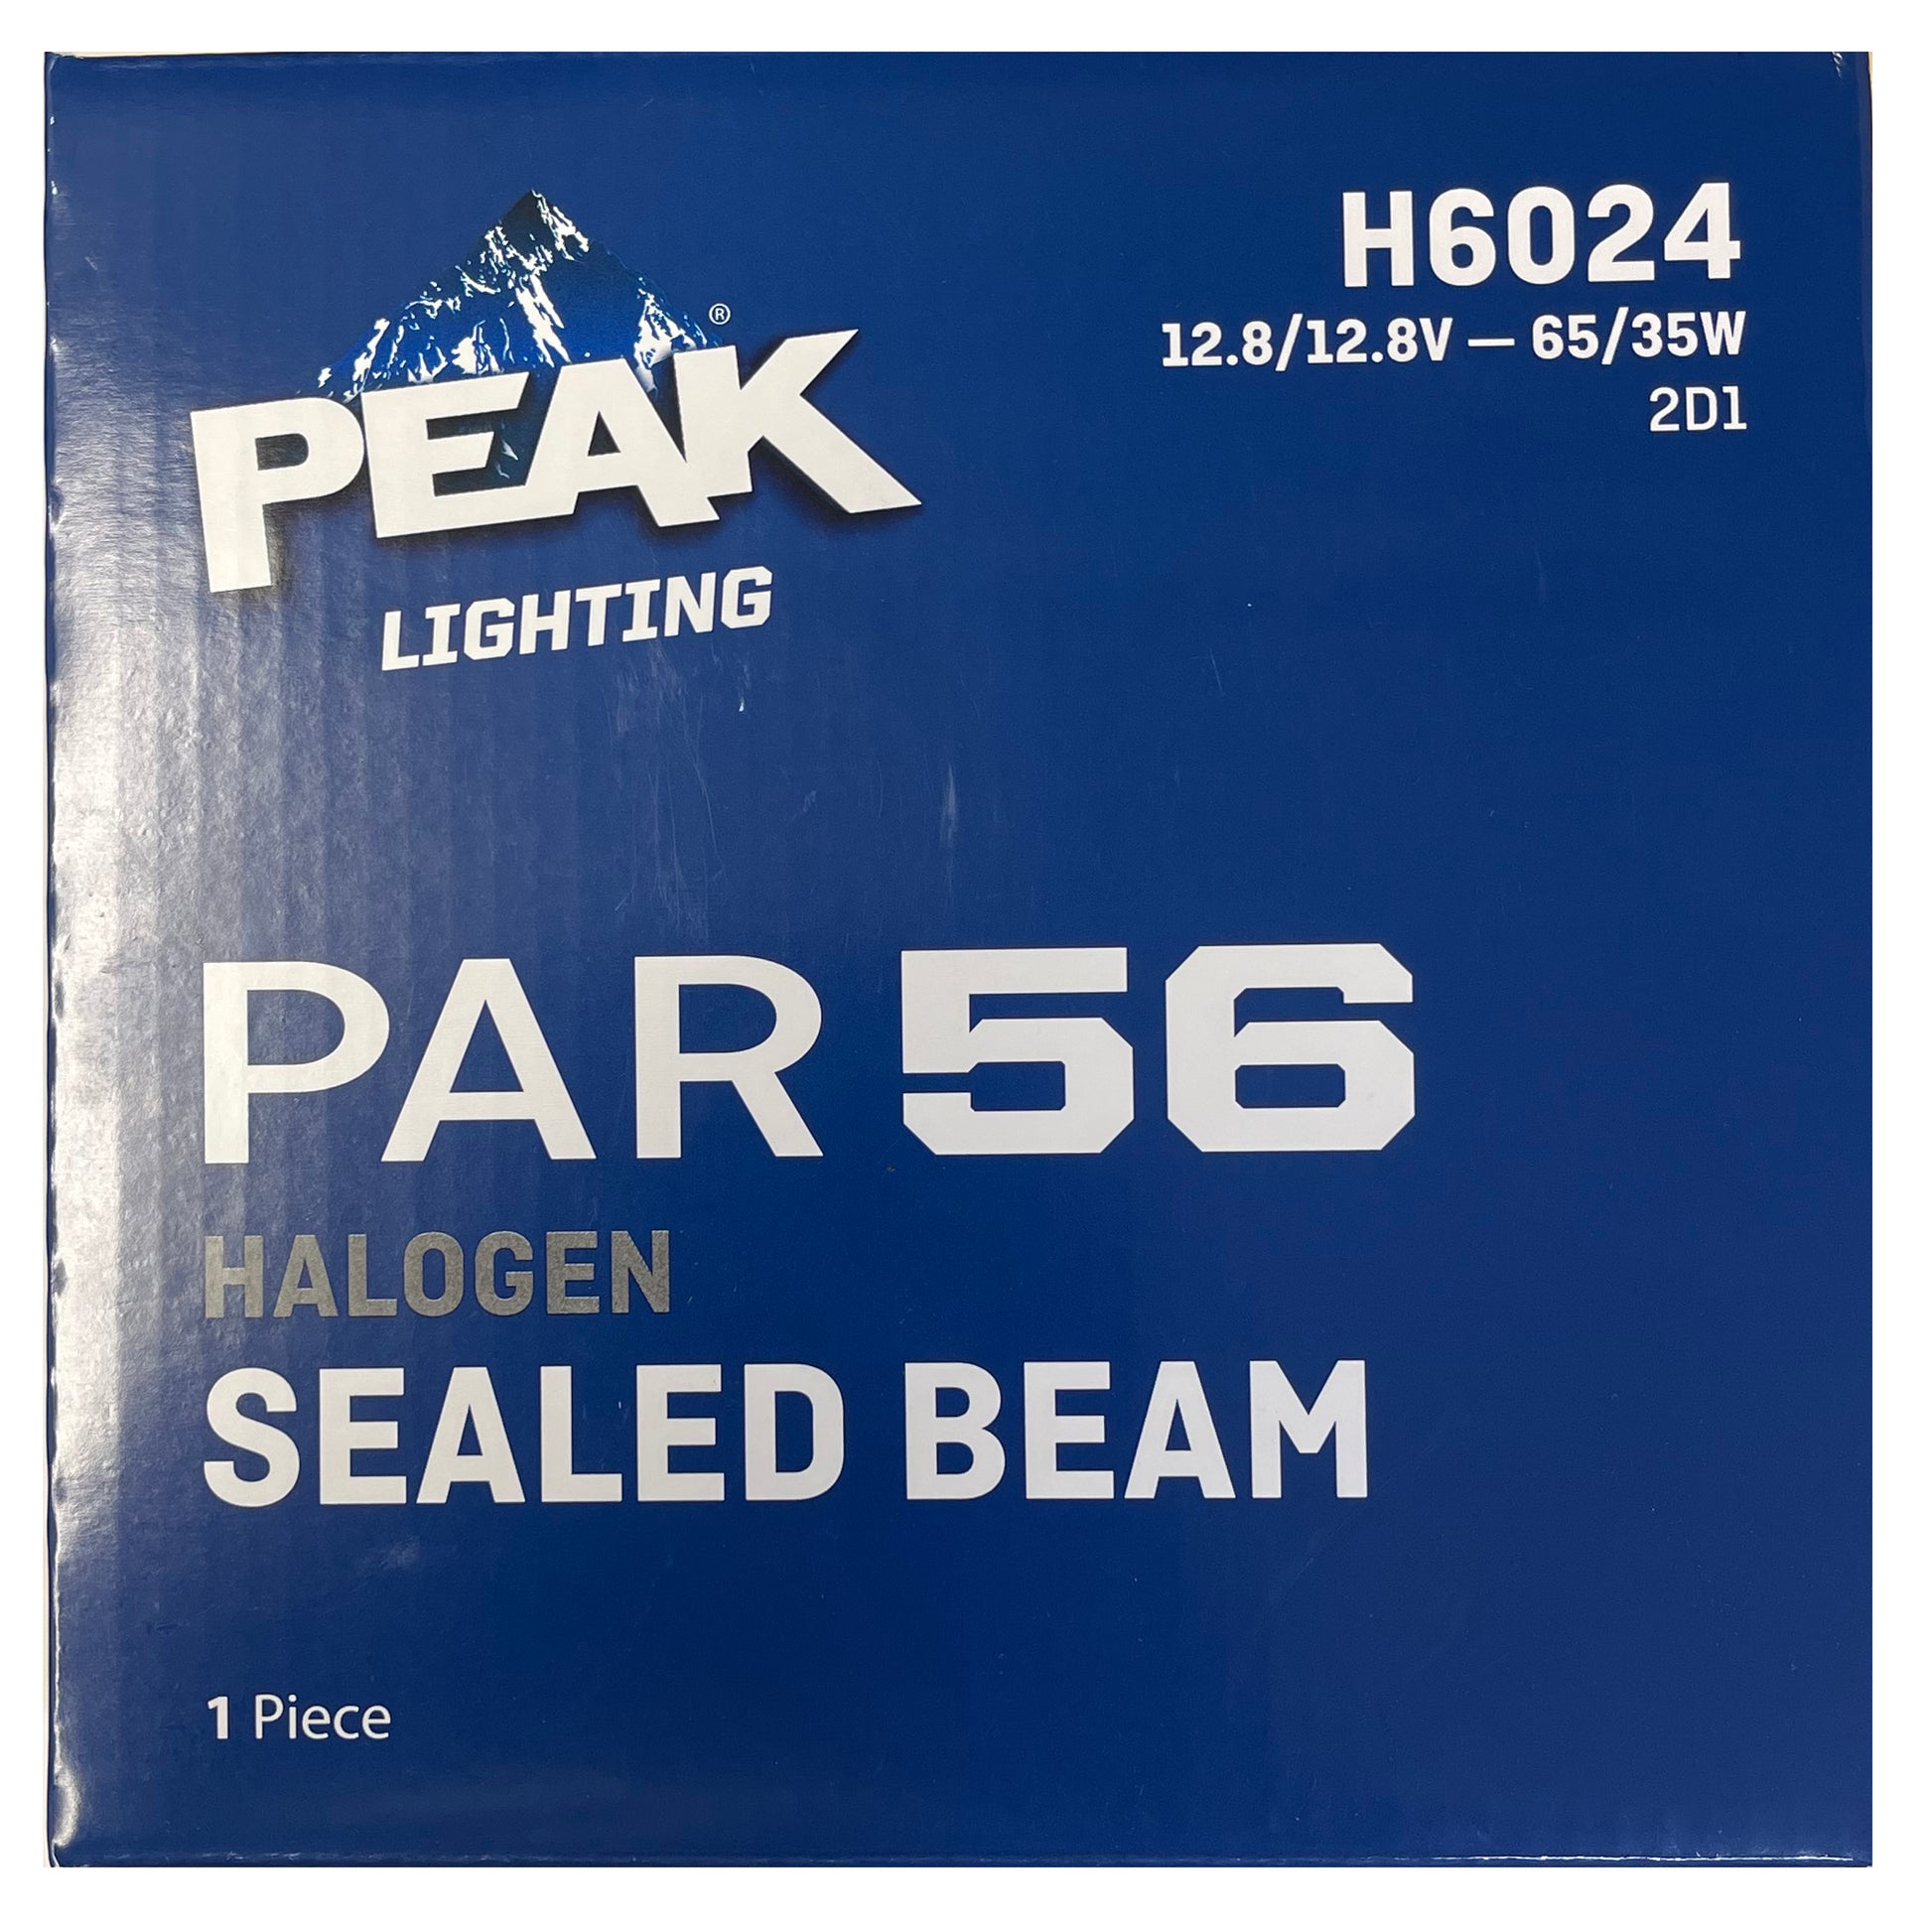 PEAK®
LIGHTING
H6024
12.8/12.8V — 65/35W
2D1
PAR 56
HALOGEN
SEALED BEAM
1 Piece